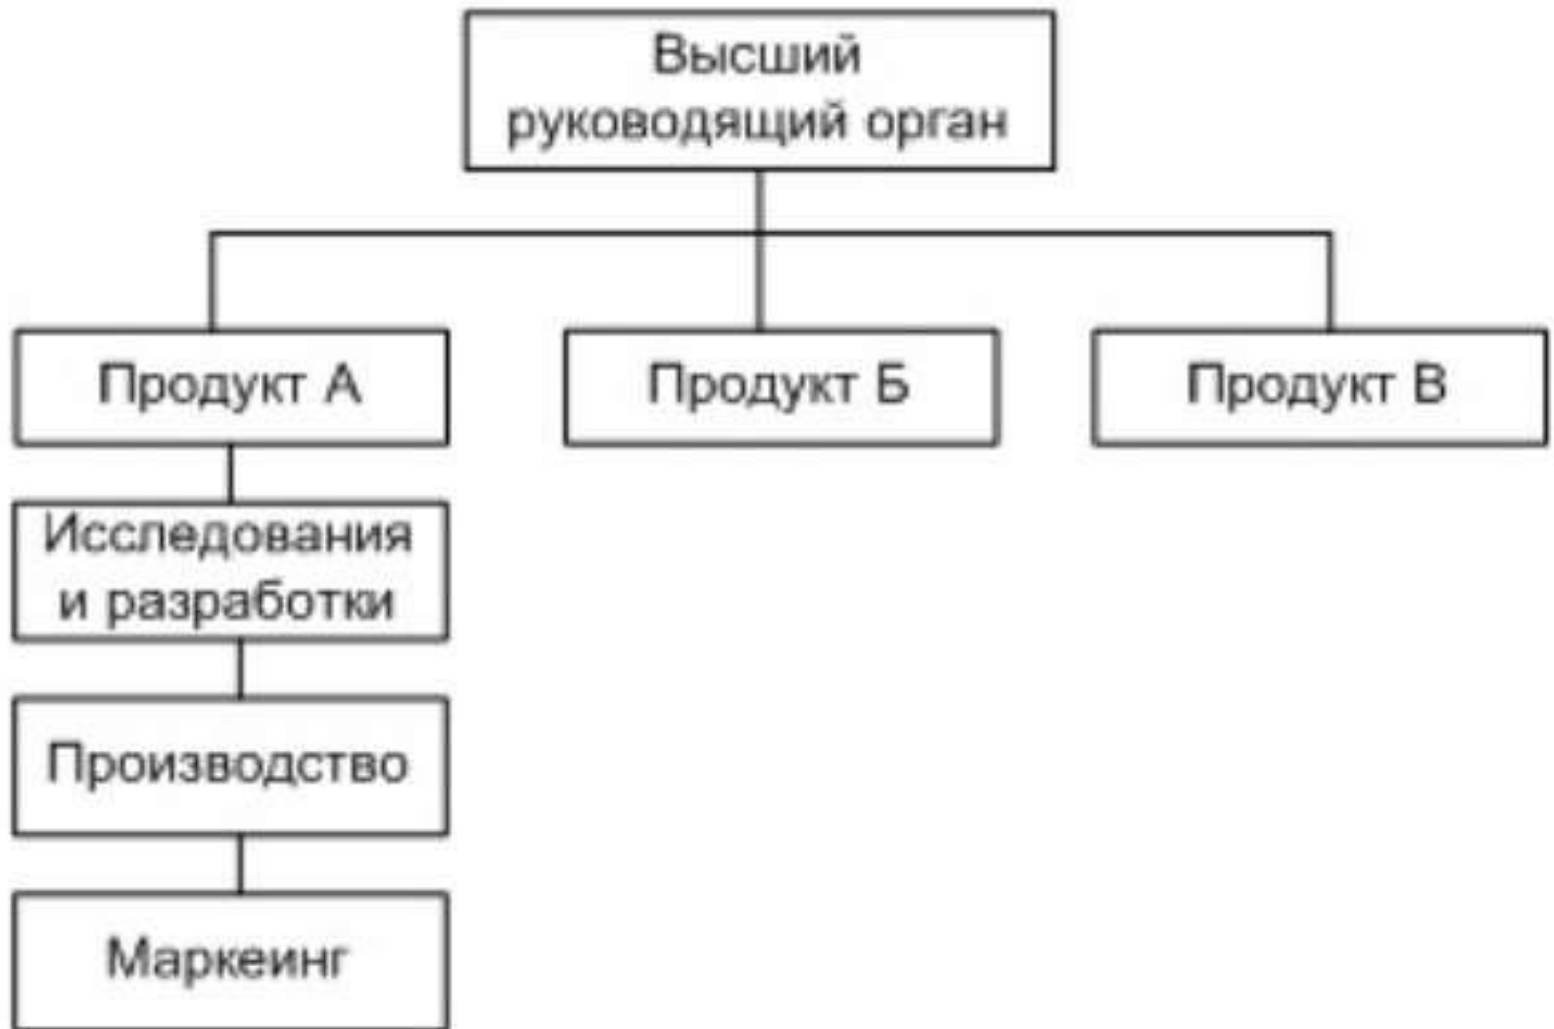 Высший
руководящий орган
Продукт А
Продукт Б
Продукт В
Исследования
и разработки
Производство
Маркеинг